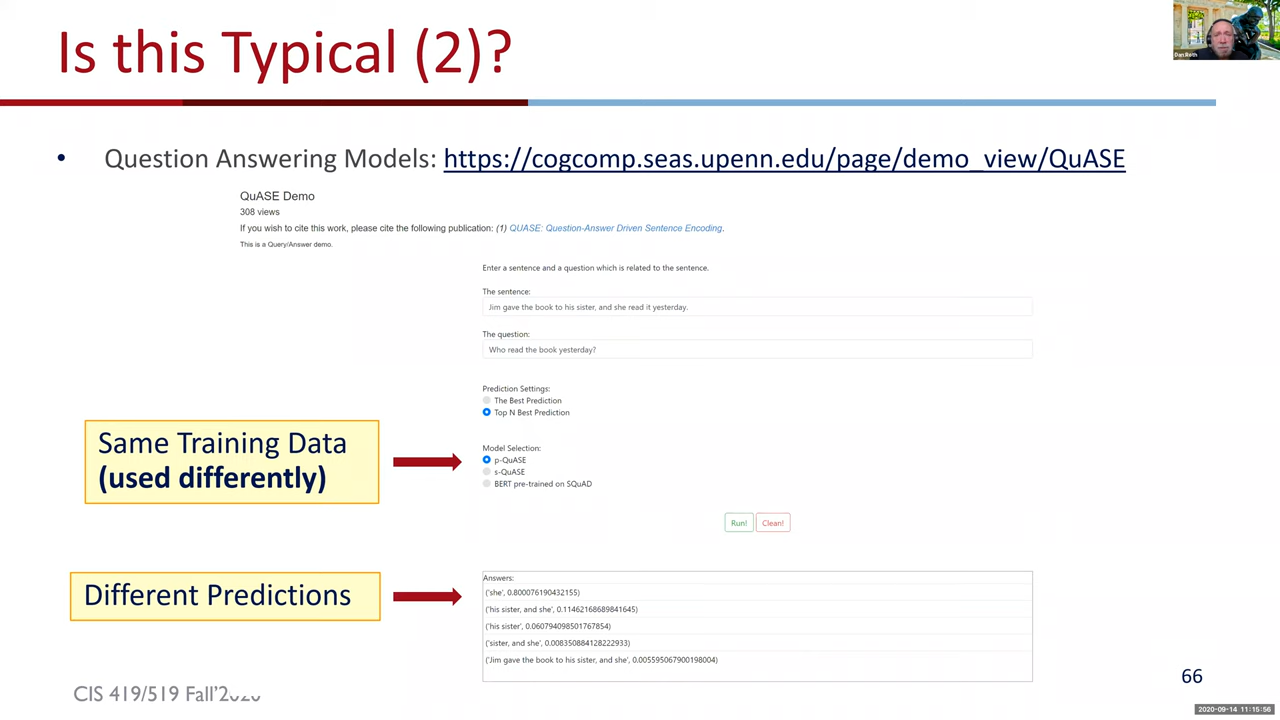 Is this Typical (2)?
Dan Roth
• Question Answering Models: https://cogcomp.seas.upenn.edu/page/demo_view/QuASE
QuASE Demo
308 views
If you wish to cite this work, please cite the following publication: (1) QUASE: Question-Answer Driven Sentence Encoding.
This is a Query/Answer demo.
Enter a sentence and a question which is related to the sentence.
The sentence:
Jim gave the book to his sister, and she read it yesterday.
The question:
Who read the book yesterday?
Prediction Settings:
The Best Prediction
Top N Best Prediction
Same Training Data
(used differently)
Model Selection:
p-QuASE
s-QuASE
BERT pre-trained on SQuAD
Run! Clean!
Different Predictions
Answers:
('she', 0.800076190432155)
('his sister, and she', 0.11462168689841645)
('his sister', 0.060794098501767854)
('sister, and she', 0.008350884128222933)
('Jim gave the book to his sister, and she', 0.005595067900198004)
66
CIS 419/519 Fall'2020
2020-09-14 11:15:56